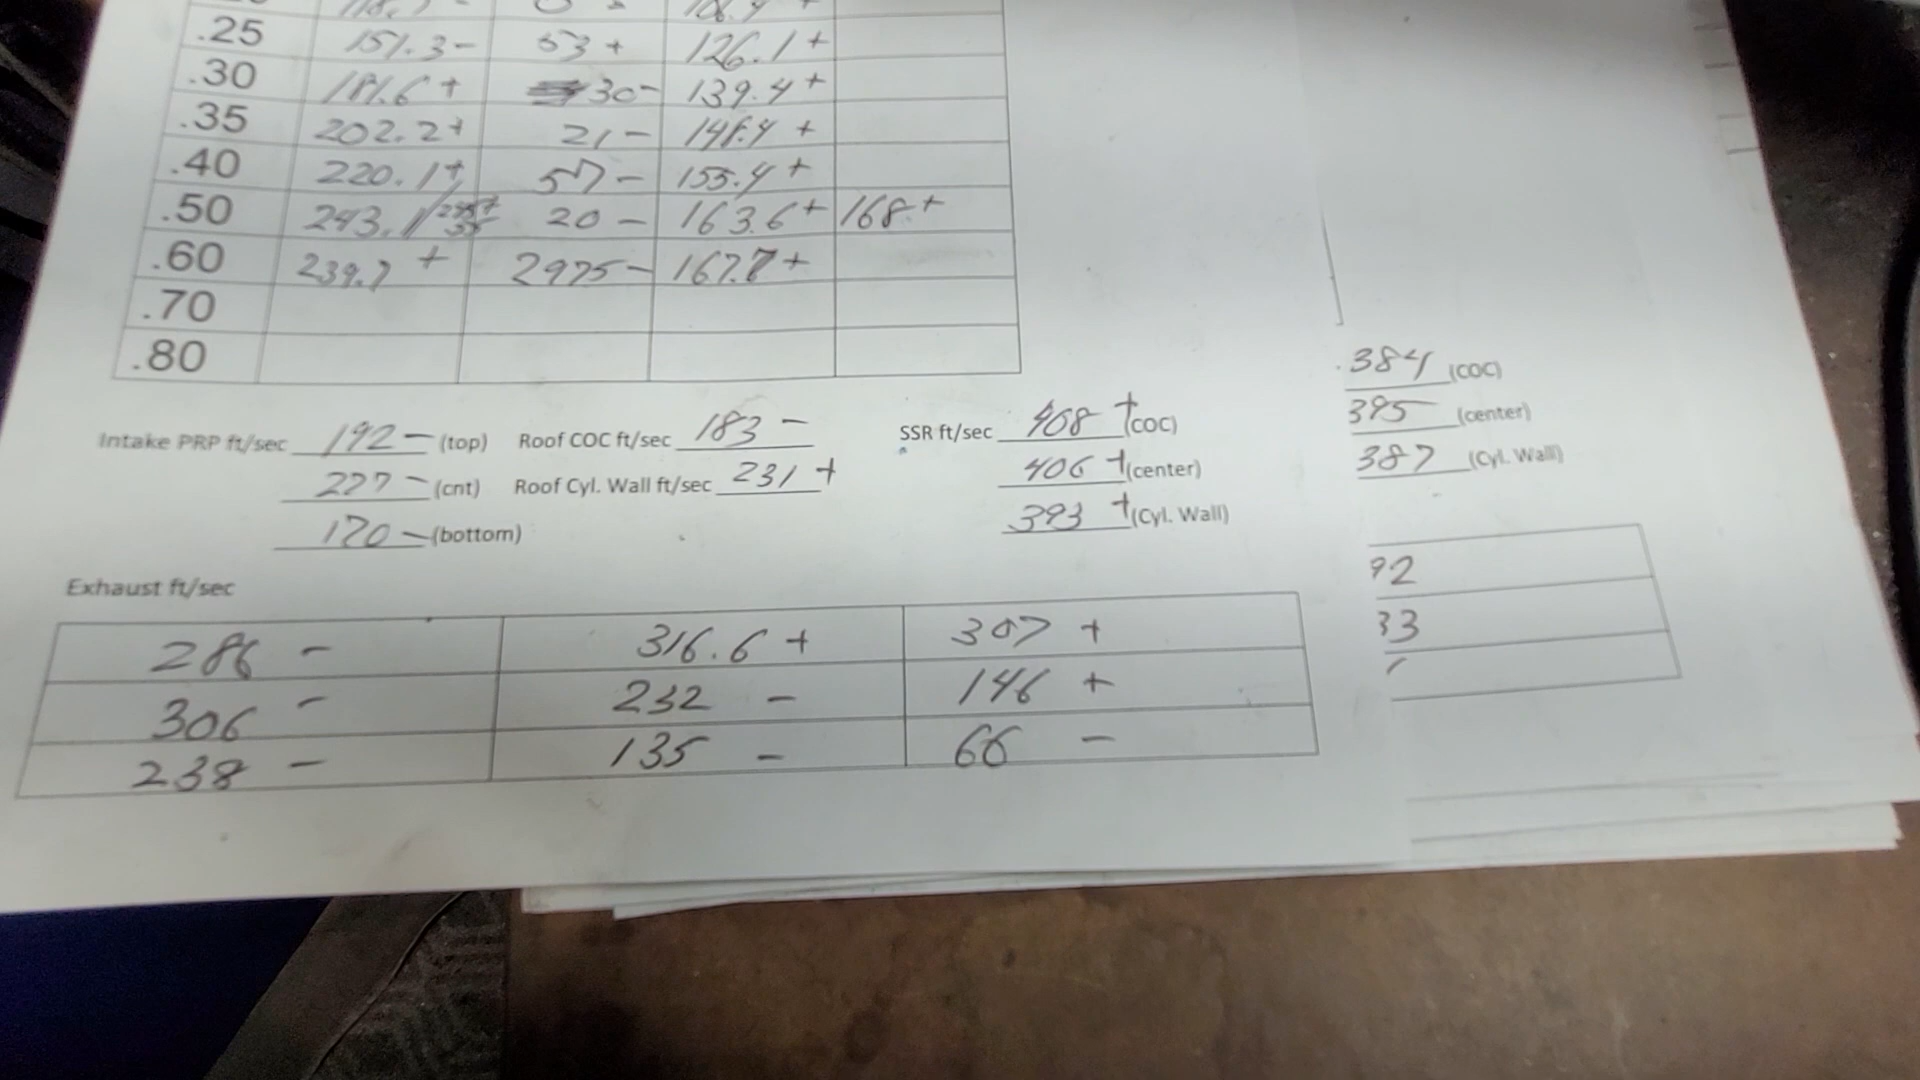 .25 151.3- 53+ 126.1+
.30 181.6+ 30- 139.4+
.35 202.2+ 21- 148.4+
.40 220.1+ 57- 155.4+
.50 243.1/ 20- 163.6+ 168+
.60 239.7+ 2975- 167.7+
.70
.80
Intake PRP ft/sec 192- (top) Roof COC ft/sec 183- SSR ft/sec 408+ (COC)
227- (cnt) Roof Cyl. Wall ft/sec 231+ 406+ (center)
170- (bottom) 393+ (Cyl. Wall)
.384 (COC)
395 (center)
387 (Cyl. Wall)
Exhaust ft/sec
286- 316.6+ 307+
306- 232- 146+
238- 135- 66-
92
33